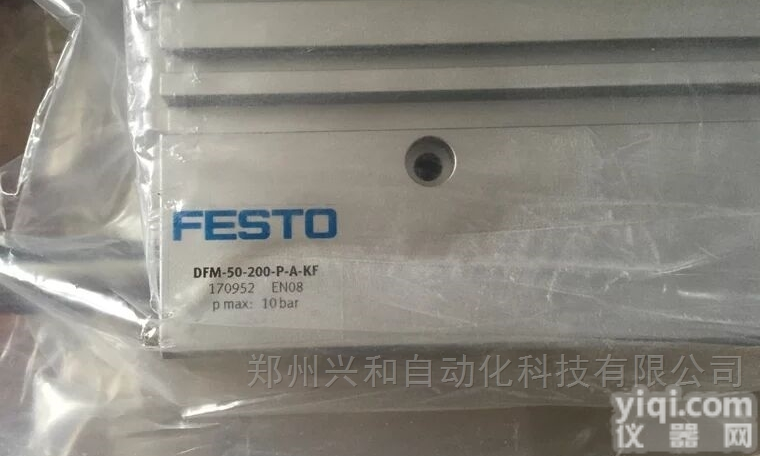 FESTO
DFM-50-200-P-A-KF
170952 EN08
p max: 10 bar
郑州兴和自动化科技有限公司
yiqi.com
仪器网